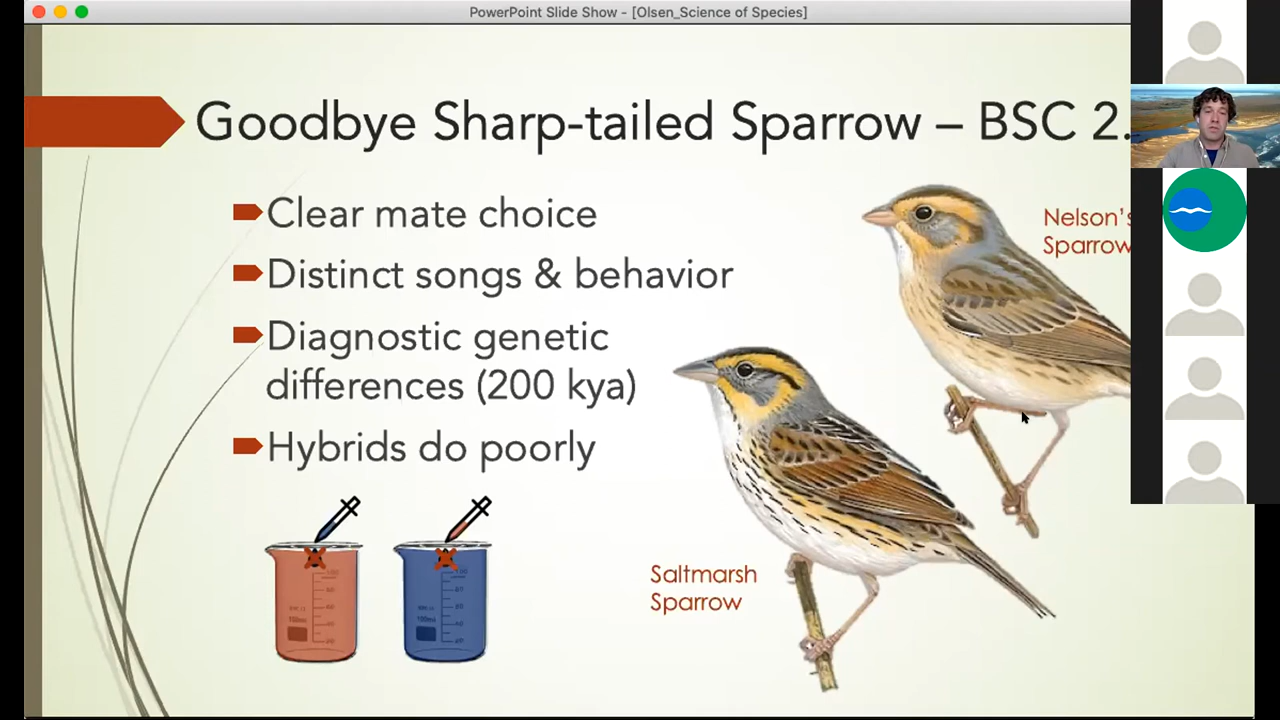 PowerPoint Slide Show - [Olsen_Science of Species]
Goodbye Sharp-tailed Sparrow – BSC 2.
Clear mate choice
Distinct songs & behavior
Diagnostic genetic
differences (200 kya)
Hybrids do poorly
Nelson's
Sparrow
Saltmarsh
Sparrow